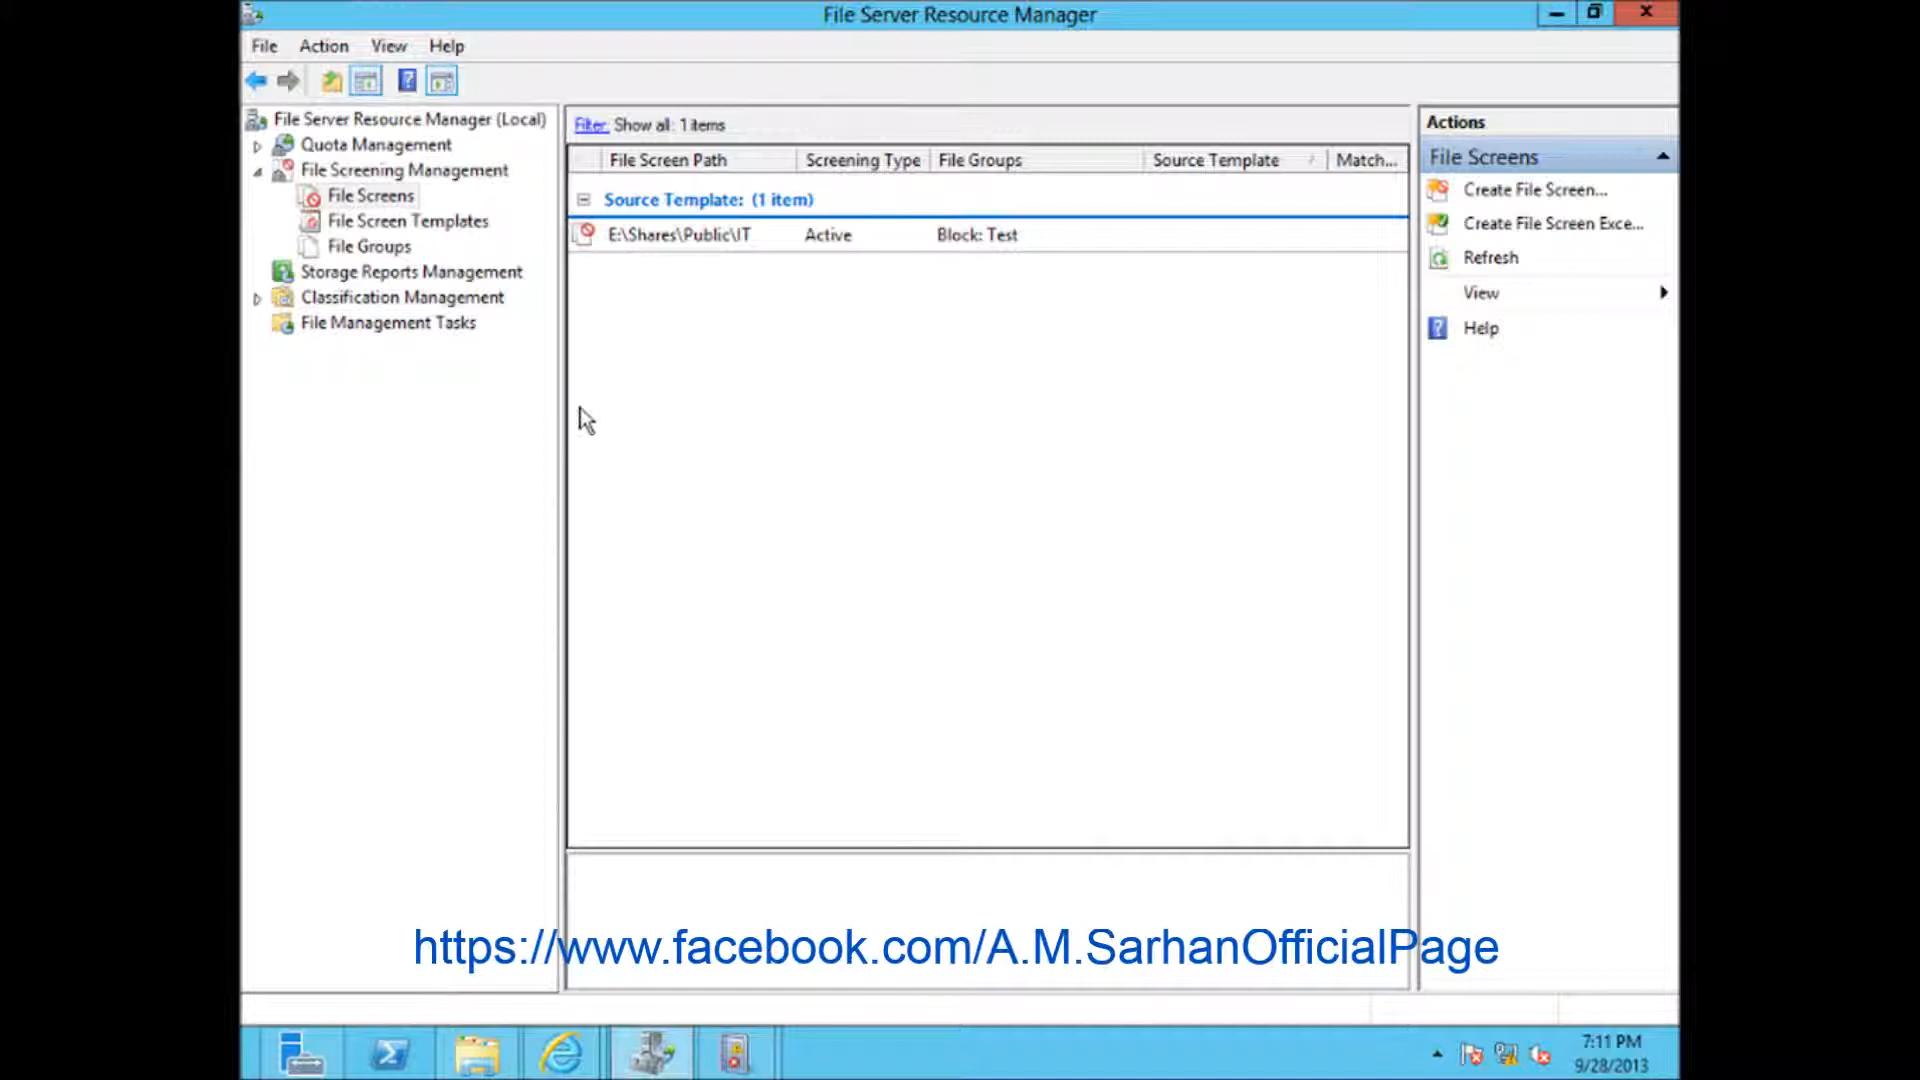 File Server Resource Manager
File Action View Help
File Server Resource Manager (Local)
Quota Management
File Screening Management
File Screens
File Screen Templates
File Groups
Storage Reports Management
Classification Management
File Management Tasks
Filter: Show all: 1 items
File Screen Path Screening Type File Groups Source Template Match...
Source Template: (1 item)
E:\Shares\Public\IT Active Block: Test
Actions
File Screens
Create File Screen...
Create File Screen Exce...
Refresh
View
Help
https://www.facebook.com/A.M.SarhanOfficialPage
7:11 PM
9/28/2013